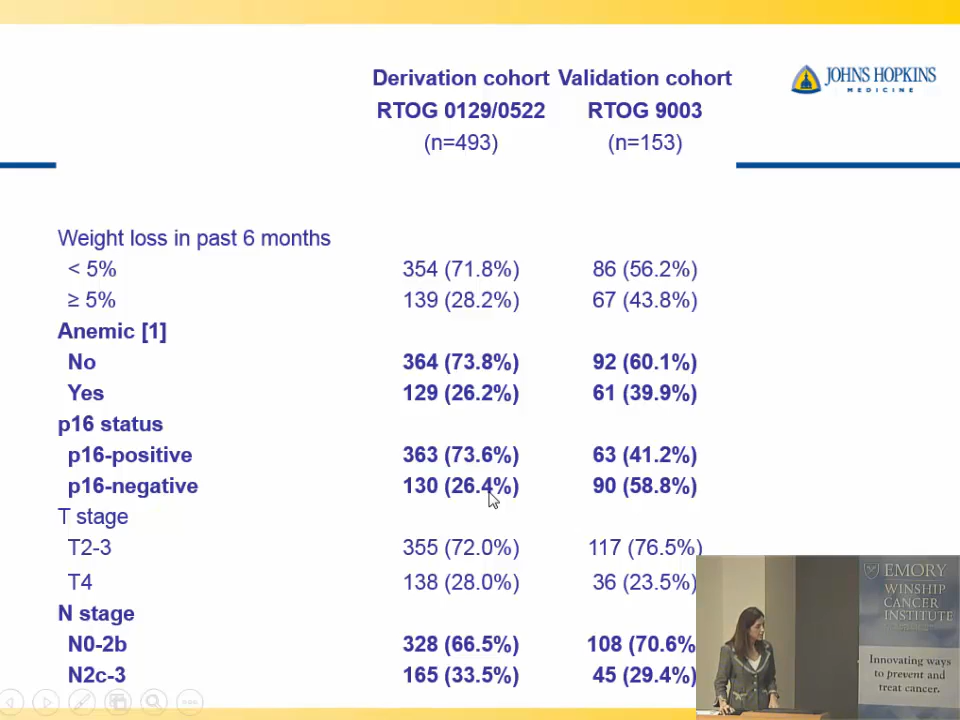 Derivation cohort Validation cohort
RTOG 0129/0522 RTOG 9003
(n=493) (n=153)
JOHNS HOPKINS
MEDICINE
Weight loss in past 6 months
< 5% 354 (71.8%) 86 (56.2%)
≥ 5% 139 (28.2%) 67 (43.8%)
Anemic [1]
No 364 (73.8%) 92 (60.1%)
Yes 129 (26.2%) 61 (39.9%)
p16 status
p16-positive 363 (73.6%) 63 (41.2%)
p16-negative 130 (26.4%) 90 (58.8%)
T stage
T2-3 355 (72.0%) 117 (76.5%)
T4 138 (28.0%) 36 (23.5%)
N stage
N0-2b 328 (66.5%) 108 (70.6%
N2c-3 165 (33.5%) 45 (29.4%)
EMORY
WINSHIP
CANCER
INSTITUTE
Innovating ways
to prevent and
treat cancer.